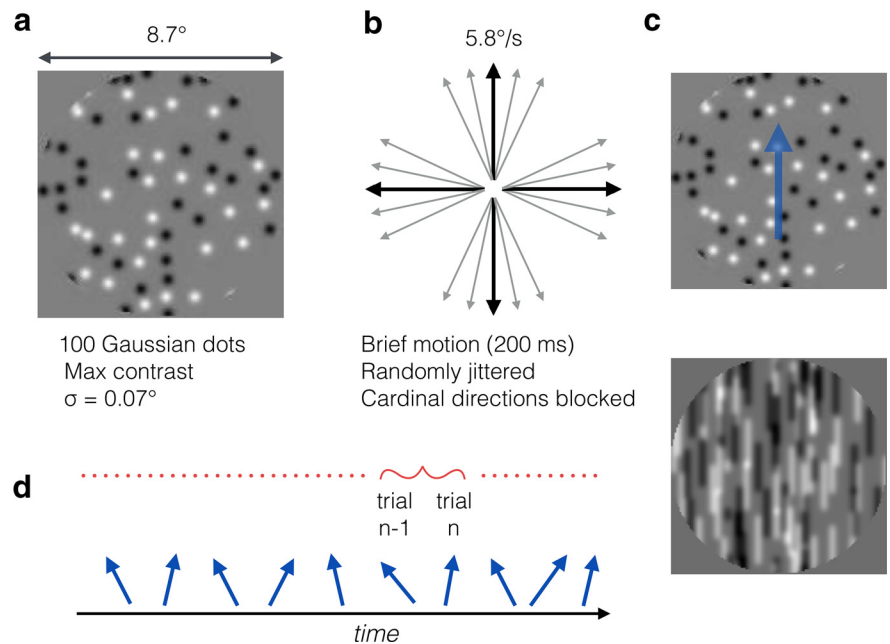 a
8.7°
100 Gaussian dots
Max contrast
σ = 0.07°
b
5.8°/s
Brief motion (200 ms)
Randomly jittered
Cardinal directions blocked
c
d
trial trial
n-1 n
time